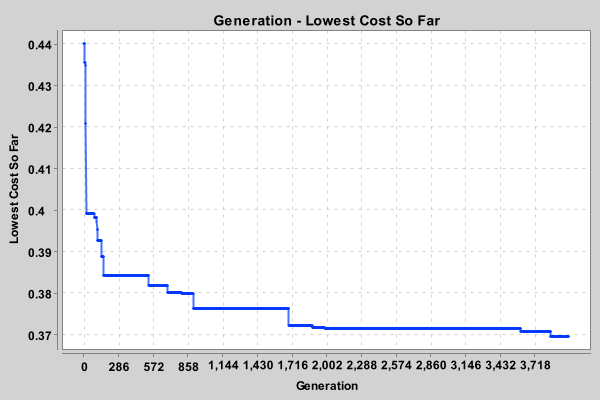 Generation - Lowest Cost So Far
0.44
0.43
0.42
0.41
0.4
0.39
0.38
0.37
Lowest Cost So Far
0 286 572 858 1,144 1,430 1,716 2,002 2,288 2,574 2,860 3,146 3,432 3,718
Generation